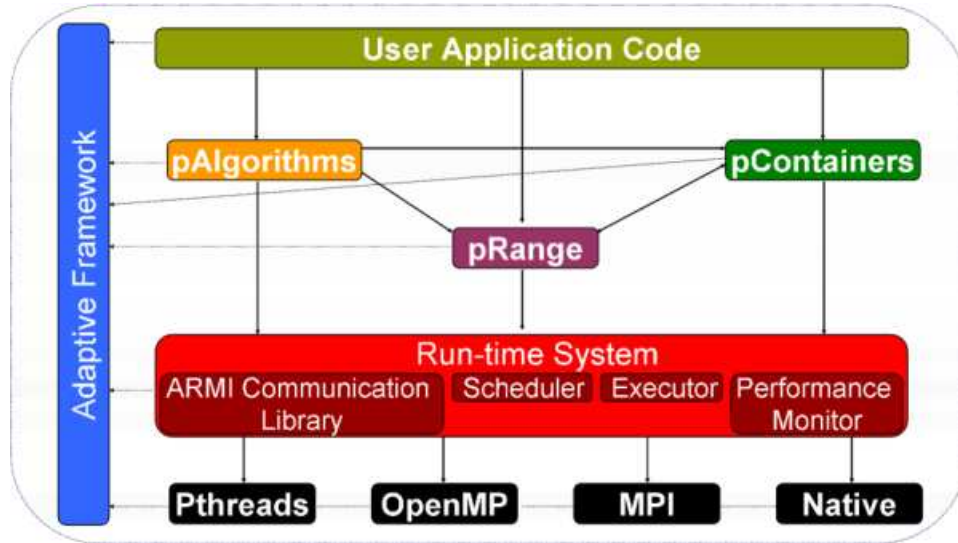 User Application Code
Adaptive Framework
pAlgorithms
pContainers
pRange
Run-time System
ARMI Communication
Library
Scheduler
Executor
Performance
Monitor
Pthreads
OpenMP
MPI
Native